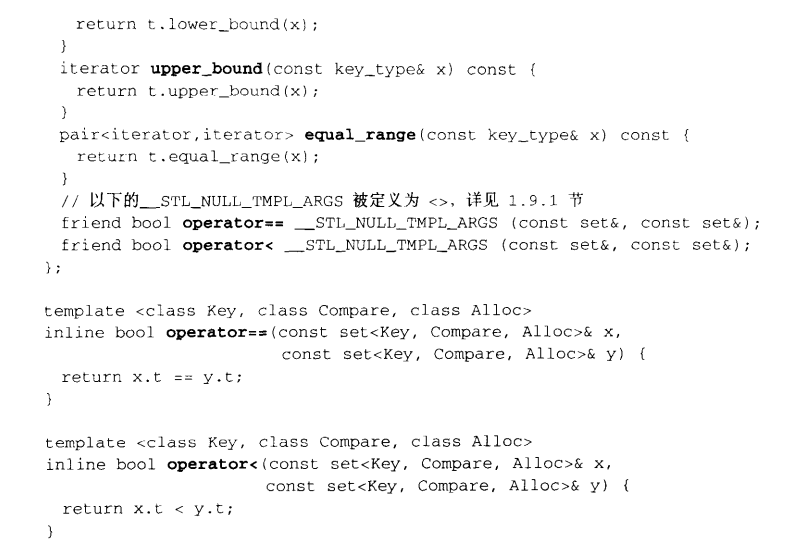 return t.lower_bound(x);
}
iterator upper_bound(const key_type& x) const {
return t.upper_bound(x);
}
pair<iterator,iterator> equal_range(const key_type& x) const {
return t.equal_range(x);
}
// 以下的__STL_NULL_TMPL_ARGS 被定义为 <>, 详见 1.9.1 节
friend bool operator== __STL_NULL_TMPL_ARGS (const set&, const set&);
friend bool operator< __STL_NULL_TMPL_ARGS (const set&, const set&);
};
template <class Key, class Compare, class Alloc>
inline bool operator==(const set<Key, Compare, Alloc>& x,
const set<Key, Compare, Alloc>& y) {
return x.t == y.t;
}
template <class Key, class Compare, class Alloc>
inline bool operator<(const set<Key, Compare, Alloc>& x,
const set<Key, Compare, Alloc>& y) {
return x.t < y.t;
}